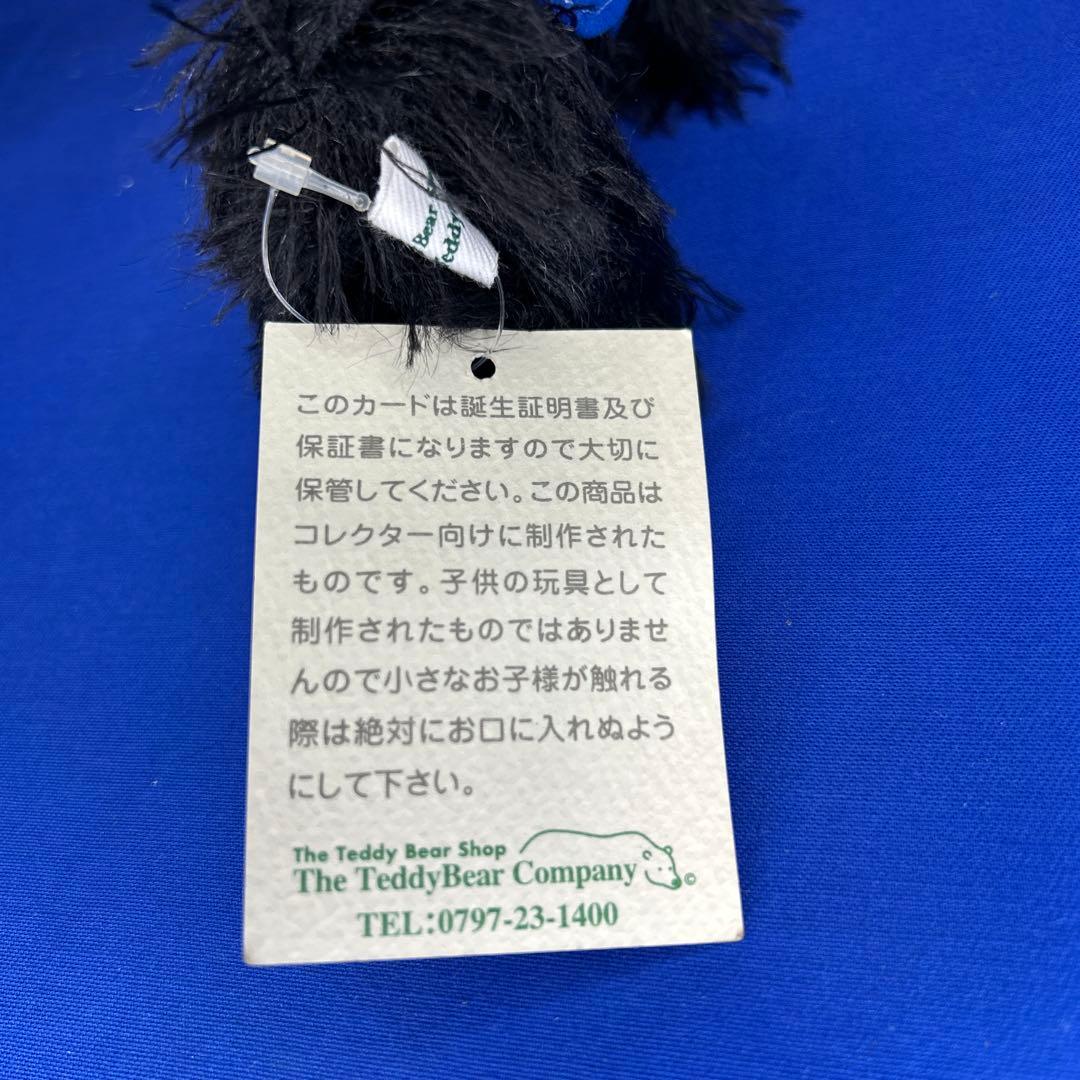 Bear
Teddy
このカードは誕生証明書及び
保証書になりますので大切に
保管してください。この商品は
コレクター向けに制作された
ものです。子供の玩具として
制作されたものではありませ
んので小さなお子様が触れる
際は絶対にお口に入れぬよう
にして下さい。
The Teddy Bear Shop
The TeddyBear Company ©
TEL:0797-23-1400